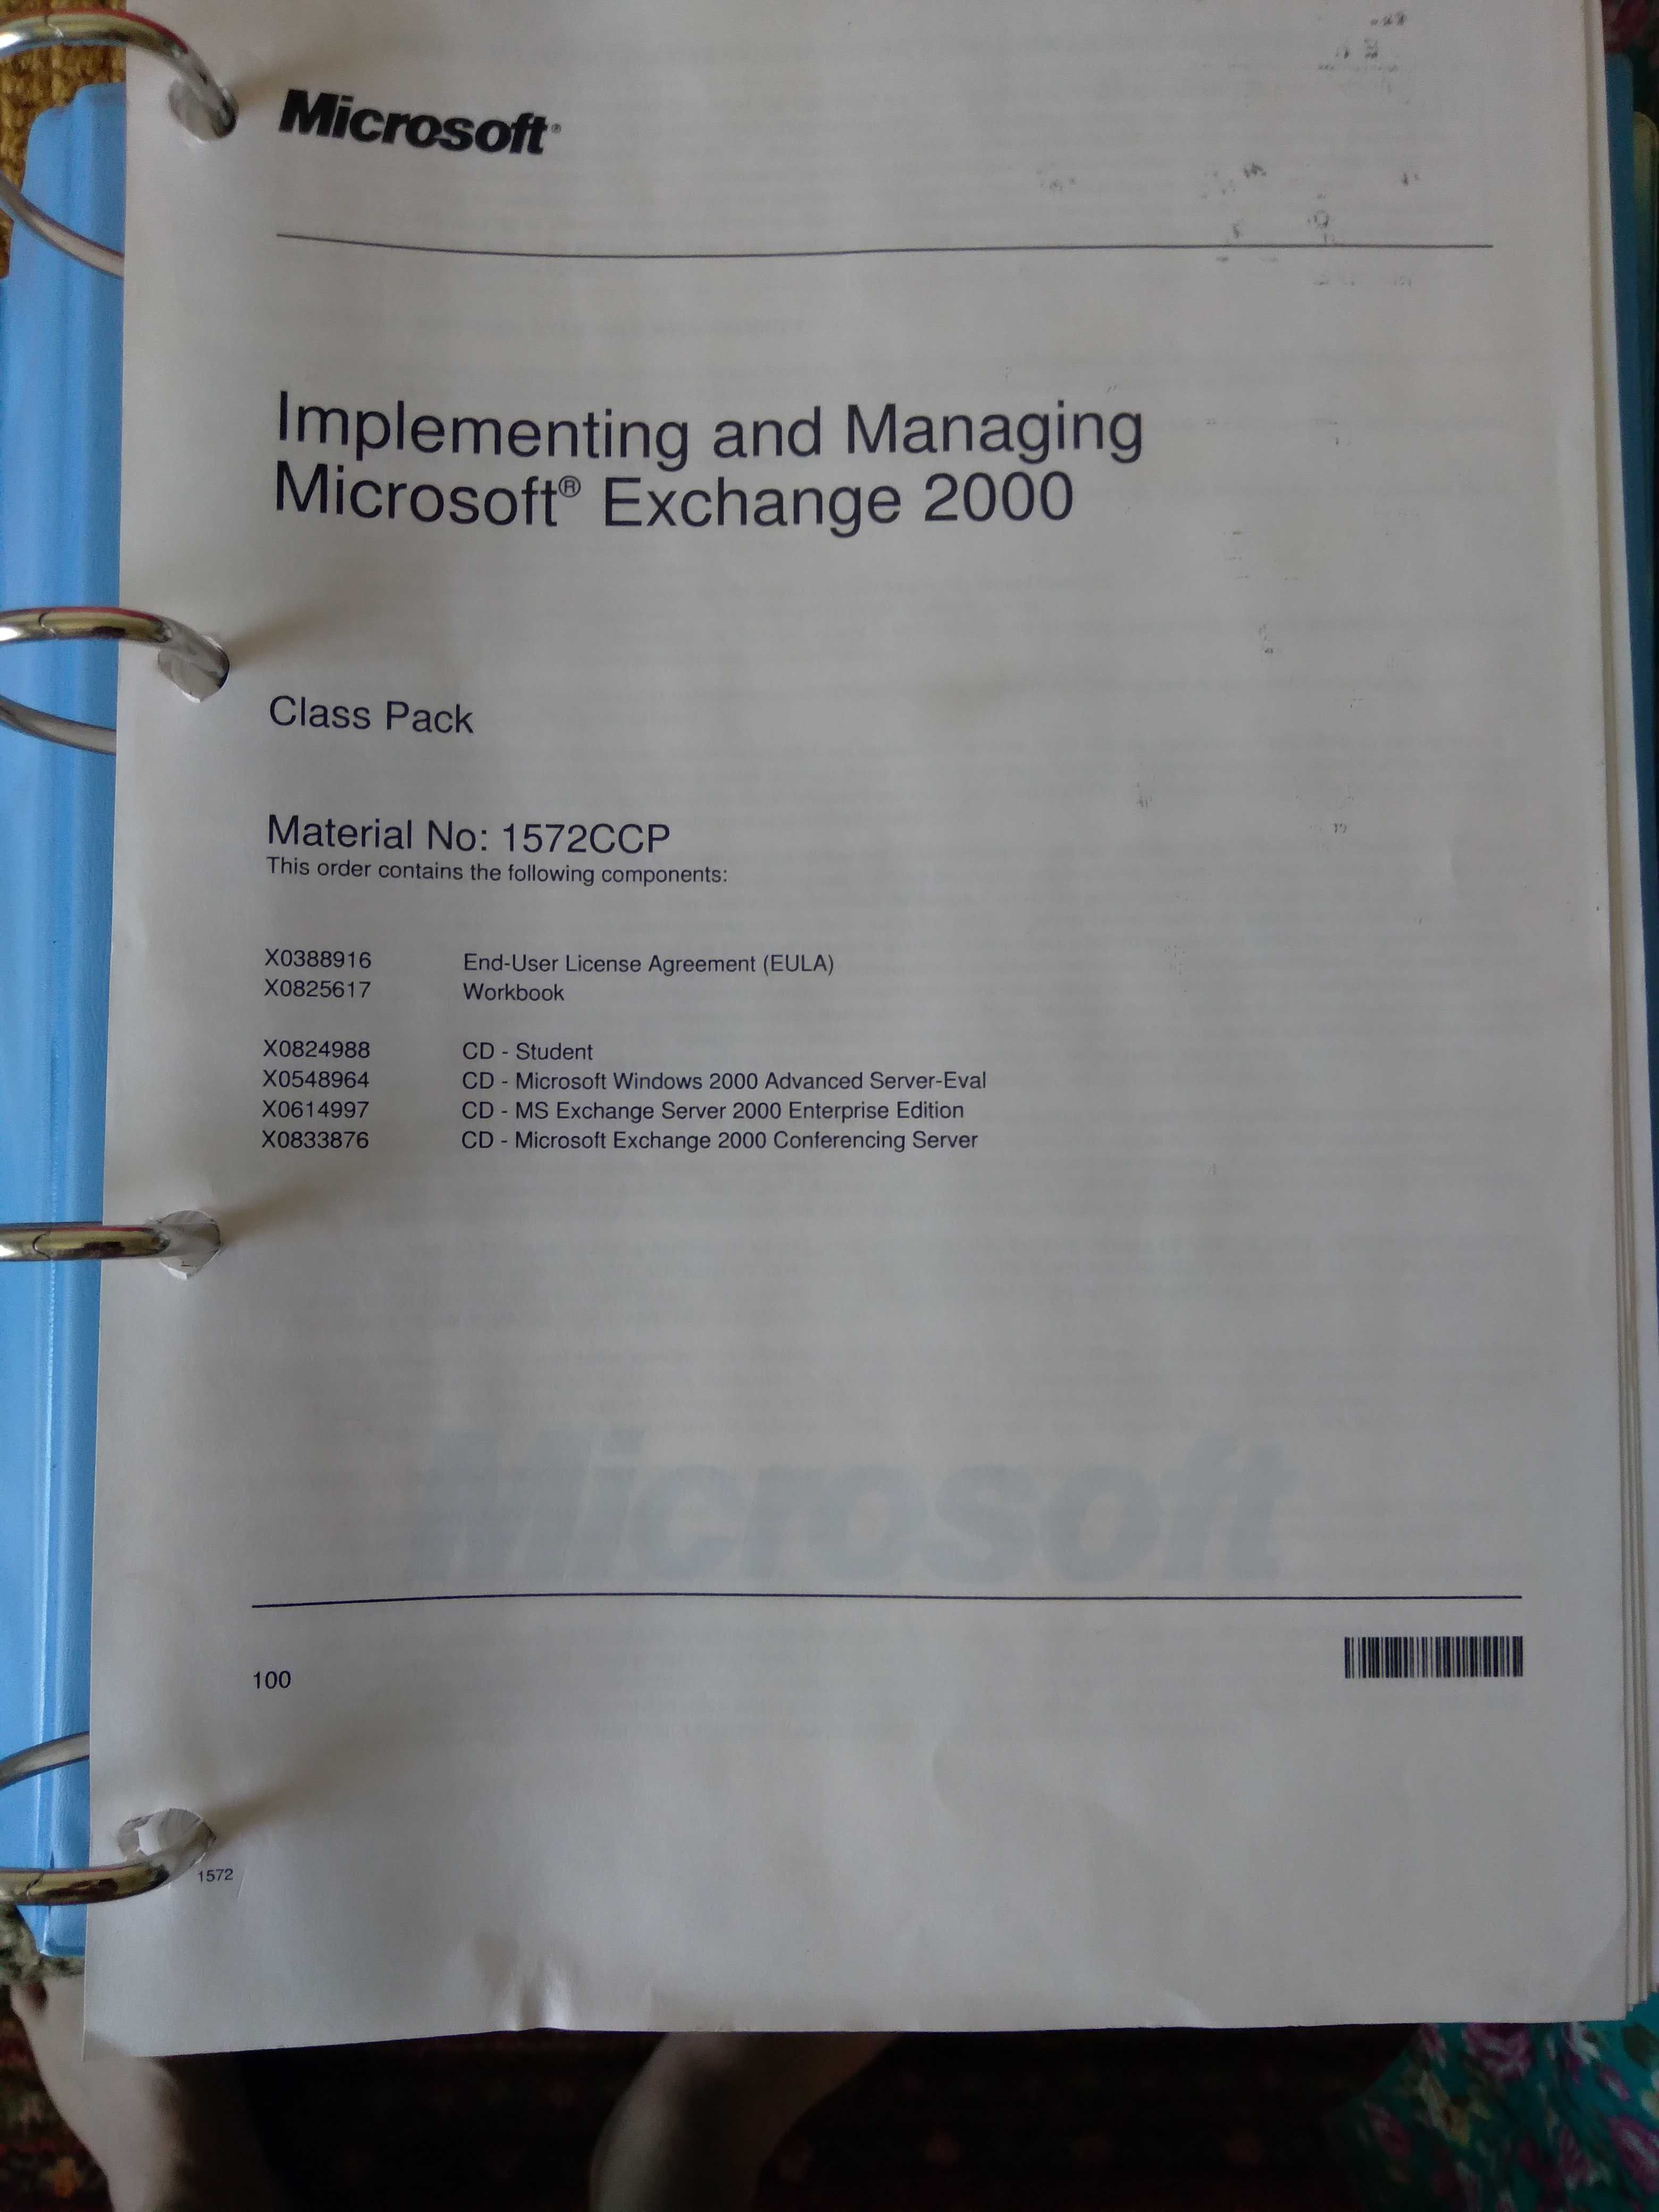 Microsoft®
Implementing and Managing
Microsoft® Exchange 2000
Class Pack
Material No: 1572CCP
This order contains the following components:
X0388916 End-User License Agreement (EULA)
X0825617 Workbook
X0824988 CD - Student
X0548964 CD - Microsoft Windows 2000 Advanced Server-Eval
X0614997 CD - MS Exchange Server 2000 Enterprise Edition
X0833876 CD - Microsoft Exchange 2000 Conferencing Server
Microsoft
100
1572